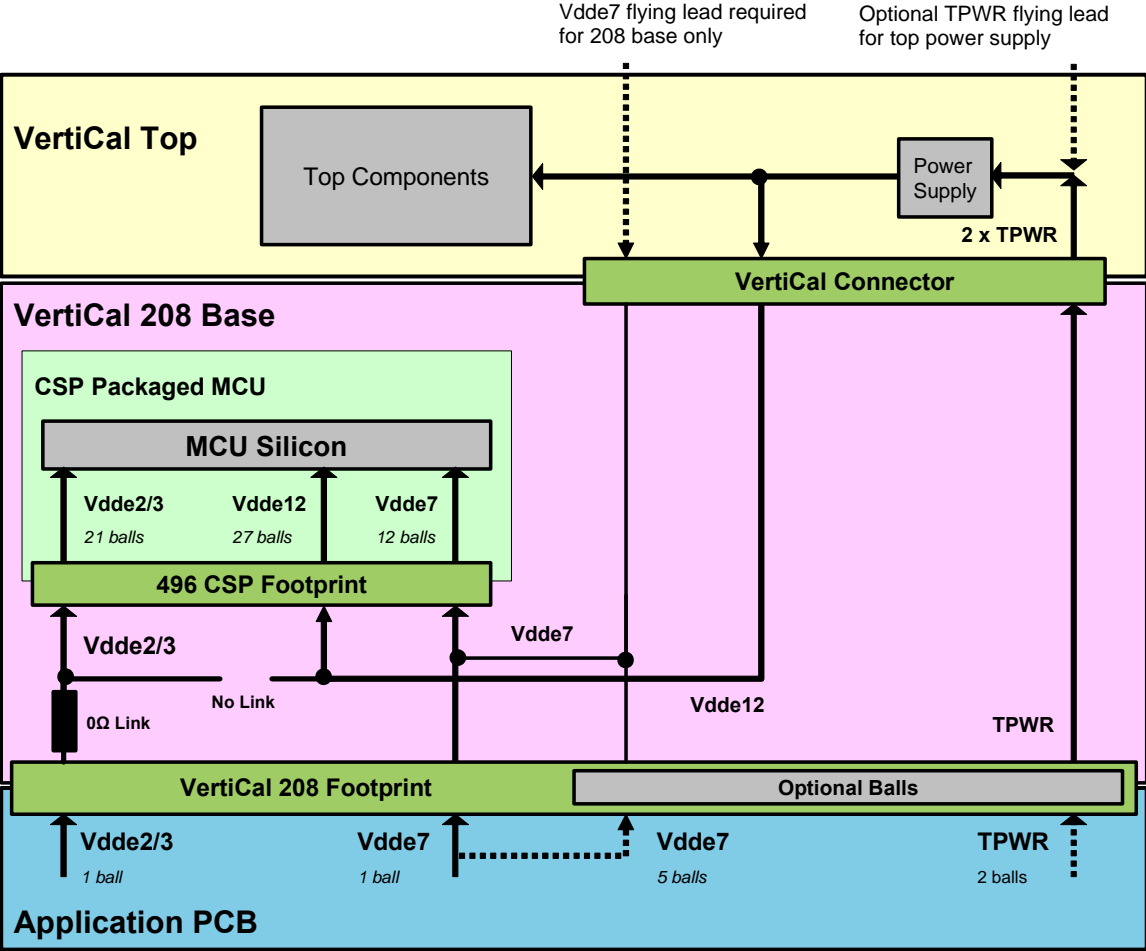 Vdde7 flying lead required
for 208 base only
Optional TPWR flying lead
for top power supply
VertiCal Top
Top Components
Power
Supply
2 x TPWR
VertiCal Connector
VertiCal 208 Base
CSP Packaged MCU
MCU Silicon
Vdde2/3
21 balls
Vdde12
27 balls
Vdde7
12 balls
496 CSP Footprint
Vdde2/3
Vdde7
No Link
0Ω Link
Vdde12
TPWR
VertiCal 208 Footprint
Optional Balls
Vdde2/3
1 ball
Vdde7
1 ball
Vdde7
5 balls
TPWR
2 balls
Application PCB